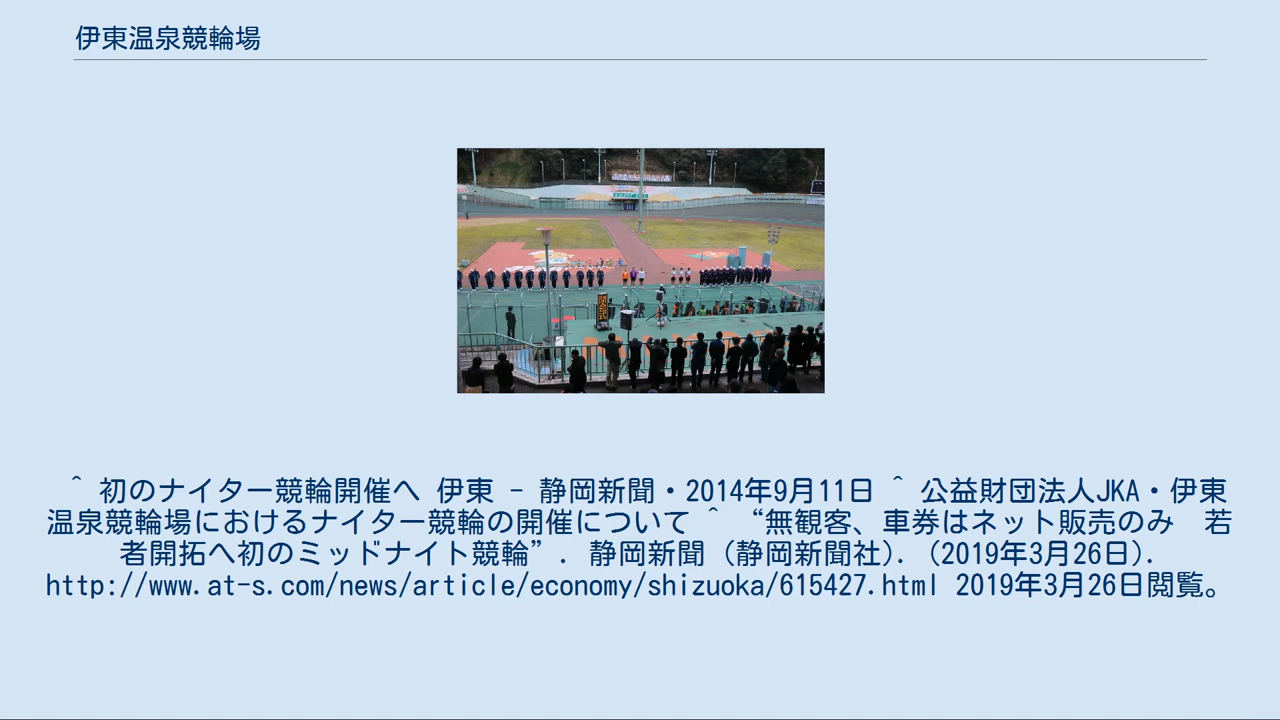 伊東温泉競輪場
^ 初のナイター競輪開催へ 伊東 - 静岡新聞・2014年9月11日 ^ 公益財団法人JKA・伊東
温泉競輪場におけるナイター競輪の開催について ^ “無観客、車券はネット販売のみ　若
者開拓へ初のミッドナイト競輪”. 静岡新聞 (静岡新聞社). (2019年3月26日).
http://www.at-s.com/news/article/economy/shizuoka/615427.html 2019年3月26日閲覧。